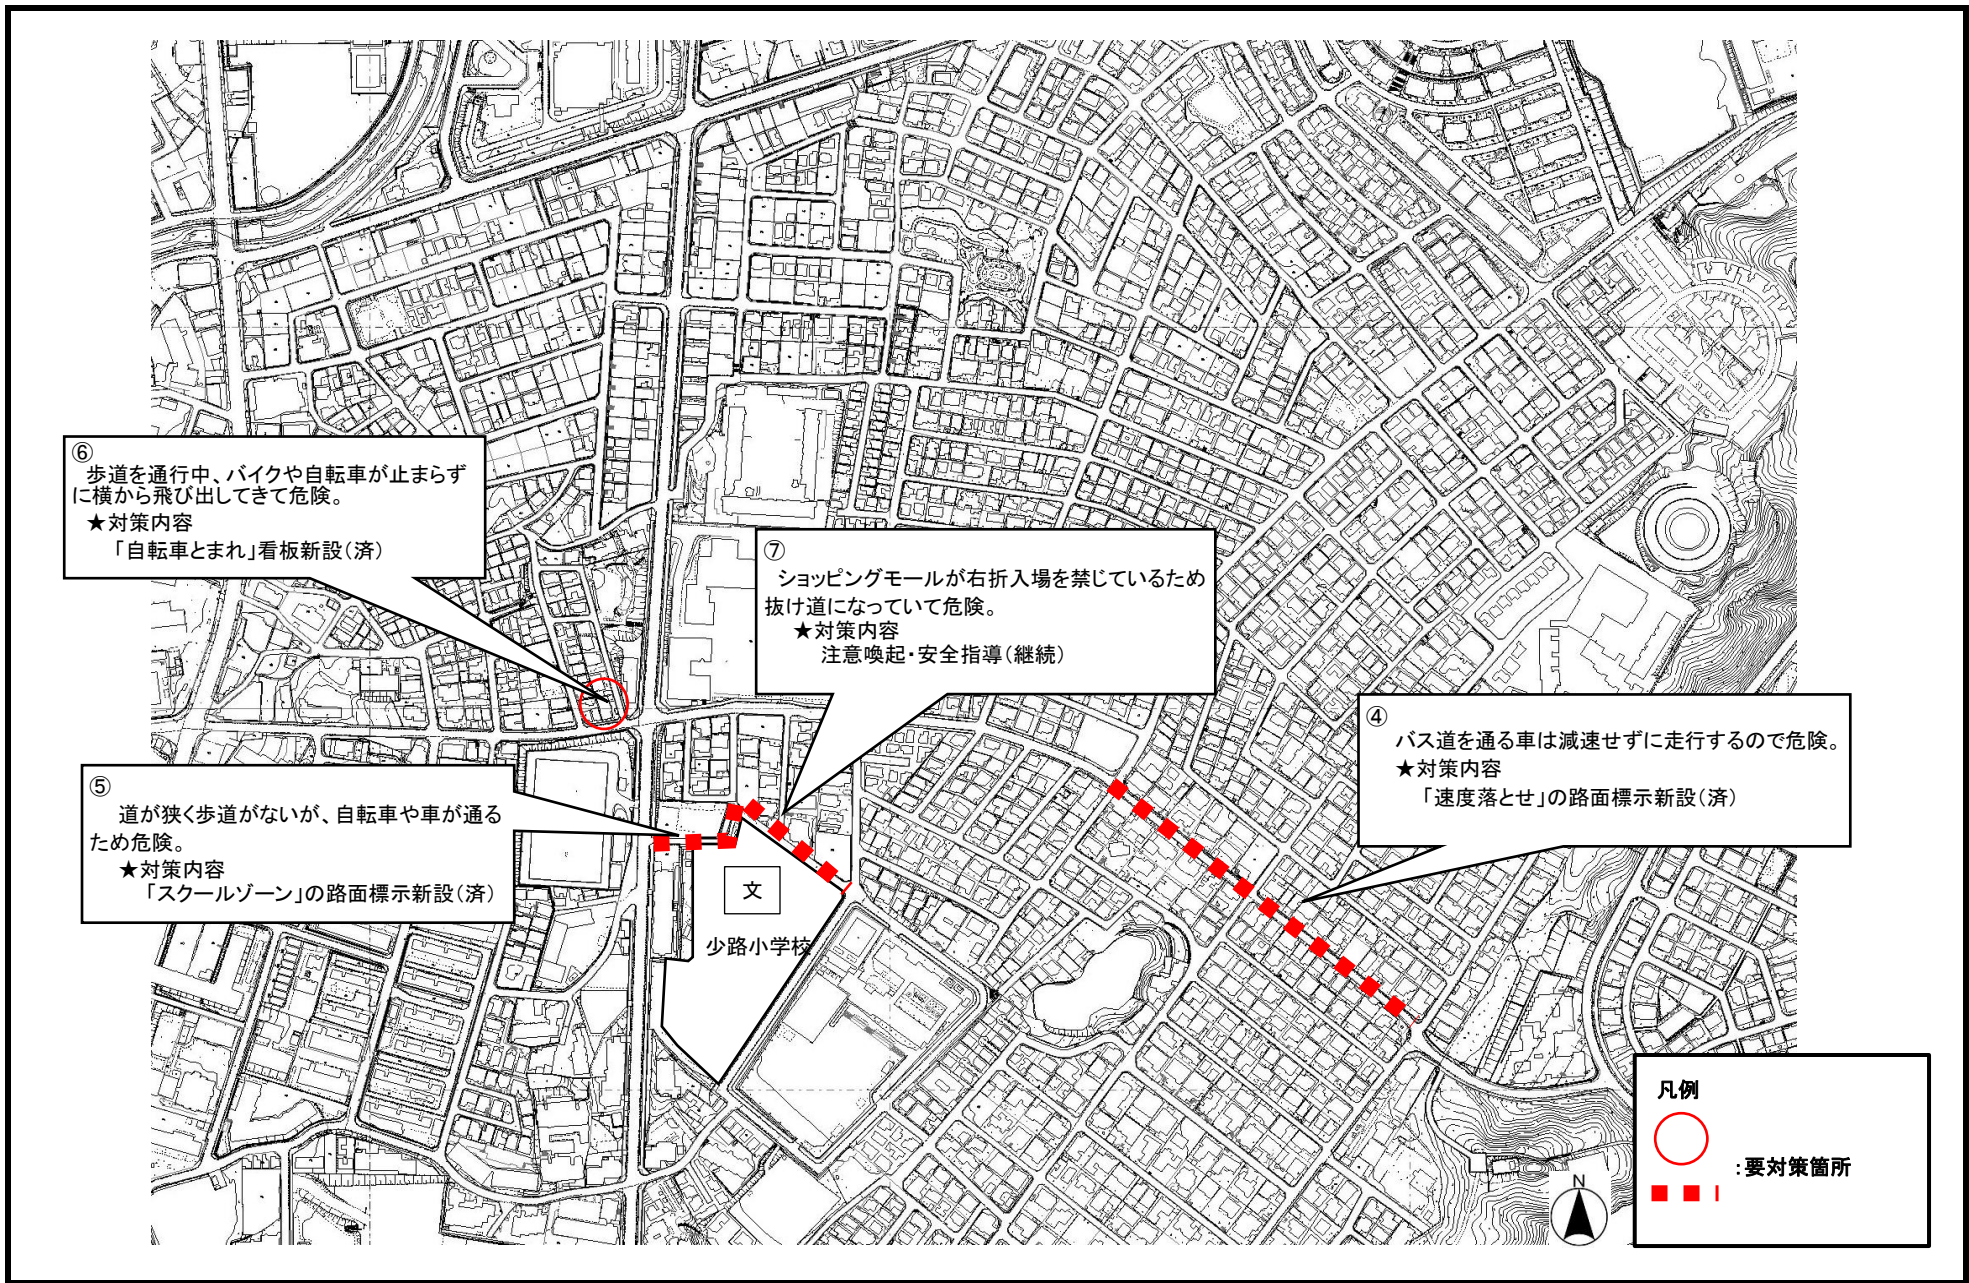 ⑥
歩道を通行中、バイクや自転車が止まらず
に横から飛び出してきて危険。
★対策内容
「自転車とまれ」看板新設(済)
⑦
ショッピングモールが右折入場を禁じているため
抜け道になっていて危険。
★対策内容
注意喚起・安全指導(継続)
④
バス道を通る車は減速せずに走行するので危険。
★対策内容
「速度落とせ」の路面標示新設(済)
⑤
道が狭く歩道がないが、自転車や車が通る
ため危険。
★対策内容
「スクールゾーン」の路面標示新設(済)
文
少路小学校
凡例
:要対策箇所
N